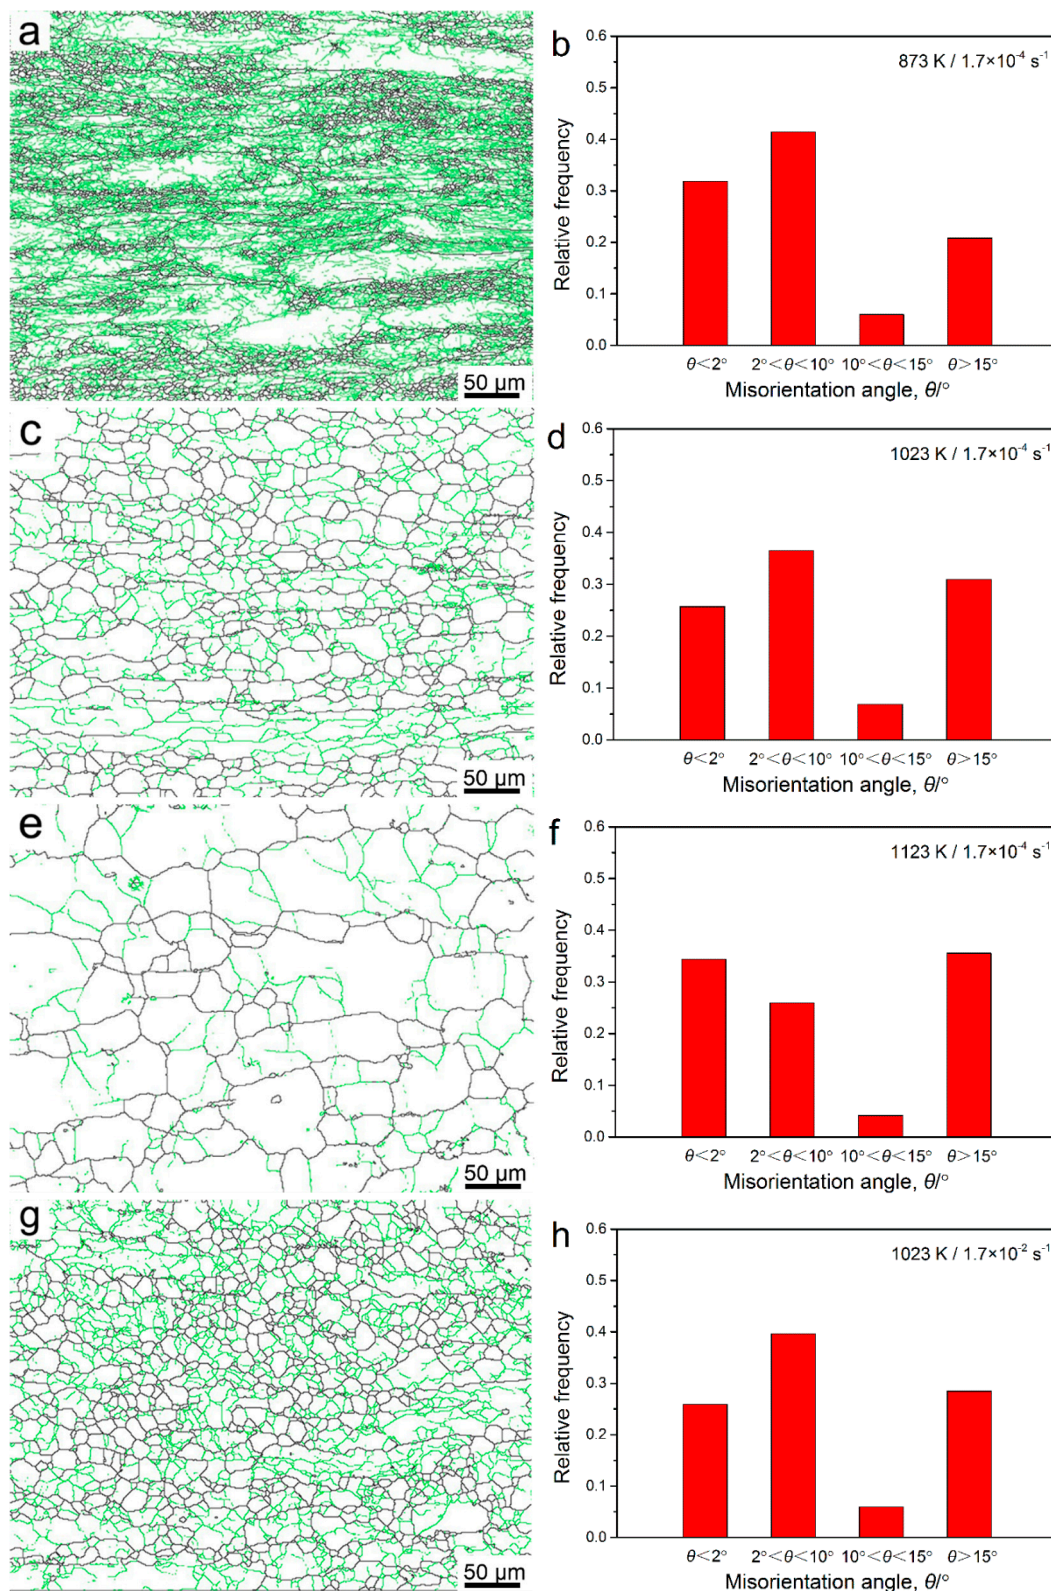 a
50 µm
b
873 K / 1.7×10⁻⁴ s⁻¹
Relative frequency
0.6
0.5
0.4
0.3
0.2
0.1
0.0
θ<2° 2°<θ<10° 10°<θ<15° θ>15°
Misorientation angle, θ/°
c
50 µm
d
1023 K / 1.7×10⁻⁴ s⁻¹
Relative frequency
0.6
0.5
0.4
0.3
0.2
0.1
0.0
θ<2° 2°<θ<10° 10°<θ<15° θ>15°
Misorientation angle, θ/°
e
50 µm
f
1123 K / 1.7×10⁻⁴ s⁻¹
Relative frequency
0.6
0.5
0.4
0.3
0.2
0.1
0.0
θ<2° 2°<θ<10° 10°<θ<15° θ>15°
Misorientation angle, θ/°
g
50 µm
h
1023 K / 1.7×10⁻² s⁻¹
Relative frequency
0.6
0.5
0.4
0.3
0.2
0.1
0.0
θ<2° 2°<θ<10° 10°<θ<15° θ>15°
Misorientation angle, θ/°